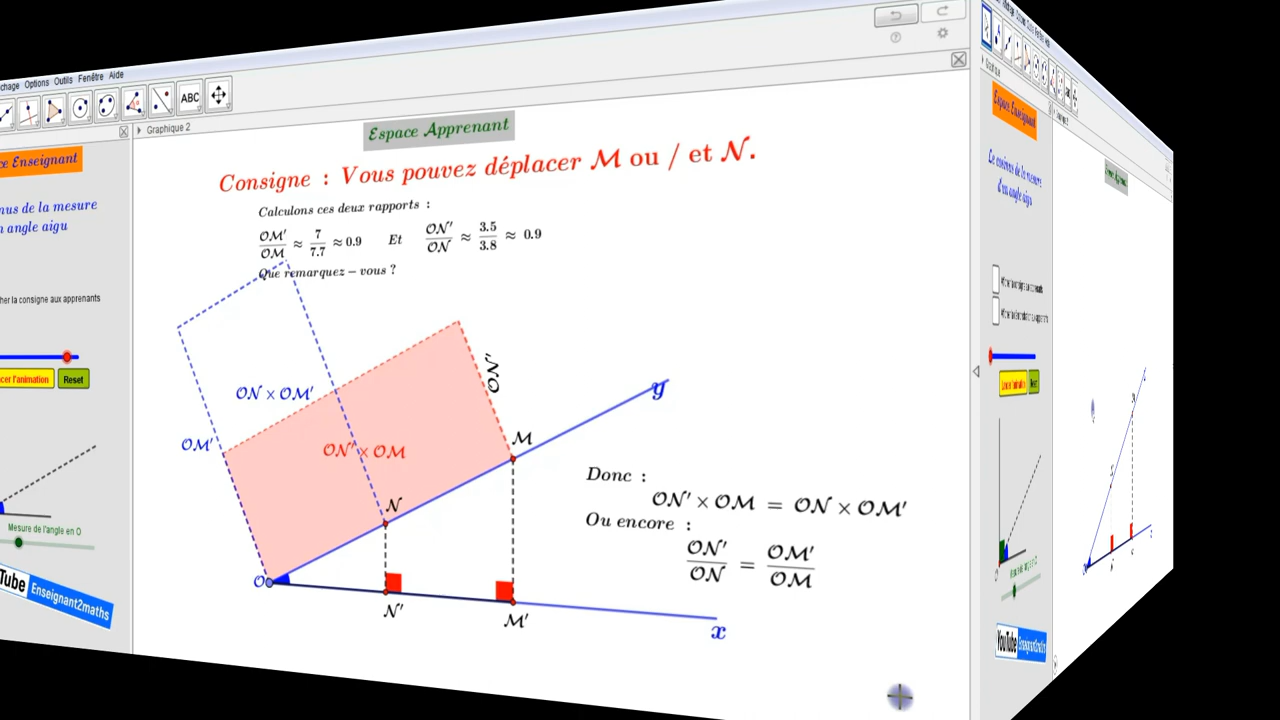 chage Options Outils Fenêtre Aide
ABC
Graphique 2
ce Enseignant
Espace Apprenant
nus de la mesure
n angle aigu
Consigne : Vous pouvez déplacer M ou / et N.
Calculons ces deux rapports :
OM'/OM ≈ 7/7.7 ≈ 0.9 Et ON'/ON ≈ 3.5/3.8 ≈ 0.9
Que remarquez – vous ?
her la consigne aux apprenants
cer l'animation Reset
ON × OM'
OM'
ON' × OM
ON'
M
N
y
O
N'
M'
x
Donc :
ON' × OM = ON × OM'
Ou encore :
ON'/ON = OM'/OM
Mesure de l'angle en O
Tube Enseignant2maths
Espace Enseignant
Le cosinus de la mesure
d'un angle aigu
Reset
YouTube Enseignant2maths